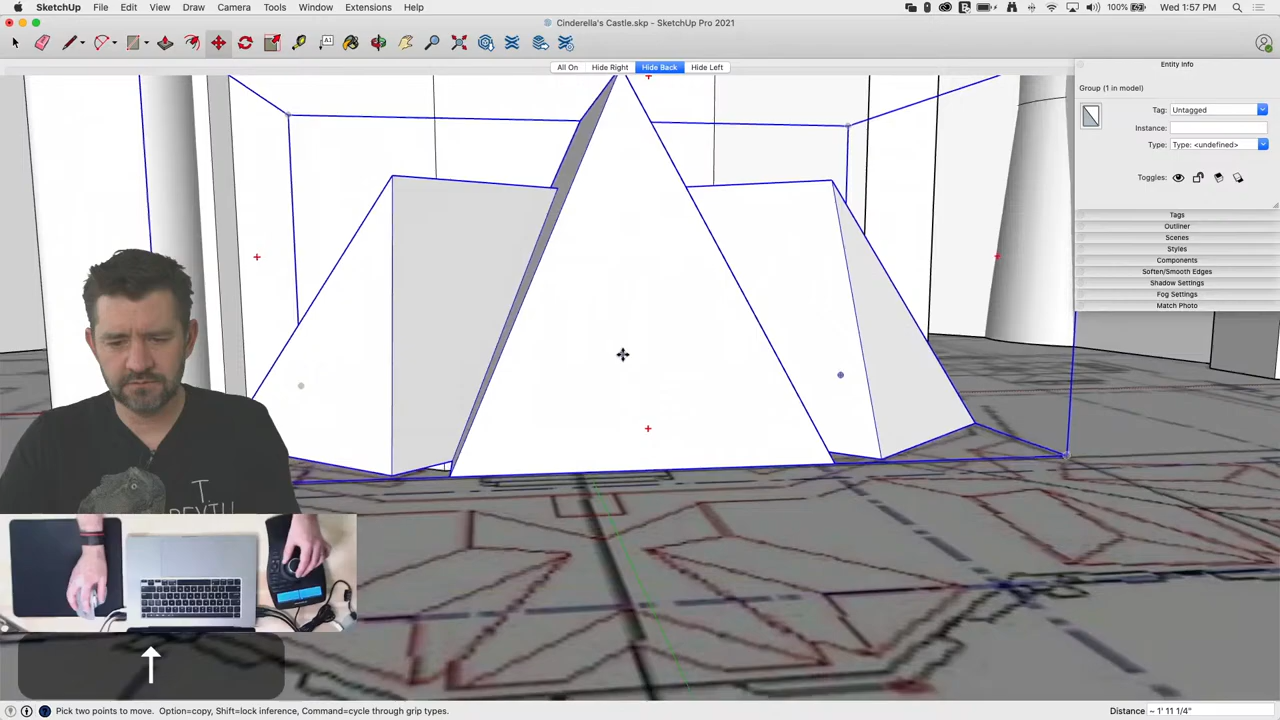 SketchUp File Edit View Draw Camera Tools Window Extensions Help 100% Wed 1:57 PM
Cinderella's Castle.skp - SketchUp Pro 2021
All On Hide Right Hide Back Hide Left
Entity Info
Group (1 in model)
Tag: Untagged
Instance:
Type: Type: <undefined>
Toggles:
Tags
Outliner
Scenes
Styles
Components
Soften/Smooth Edges
Shadow Settings
Fog Settings
Match Photo
Pick two points to move. Option=copy, Shift=lock inference, Command=cycle through grip types. Distance ~ 1' 11 1/4"